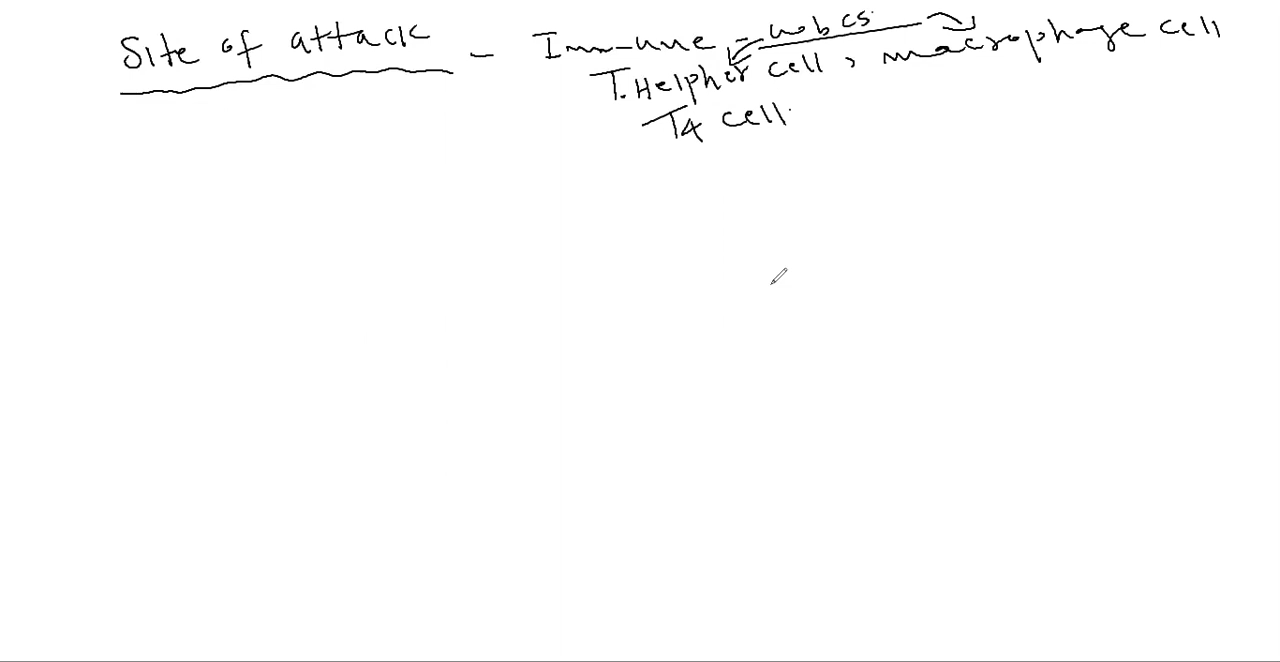 Site of attack - Immune - wbcs
T.Helpher cell, macrophage cell
T4 cell.